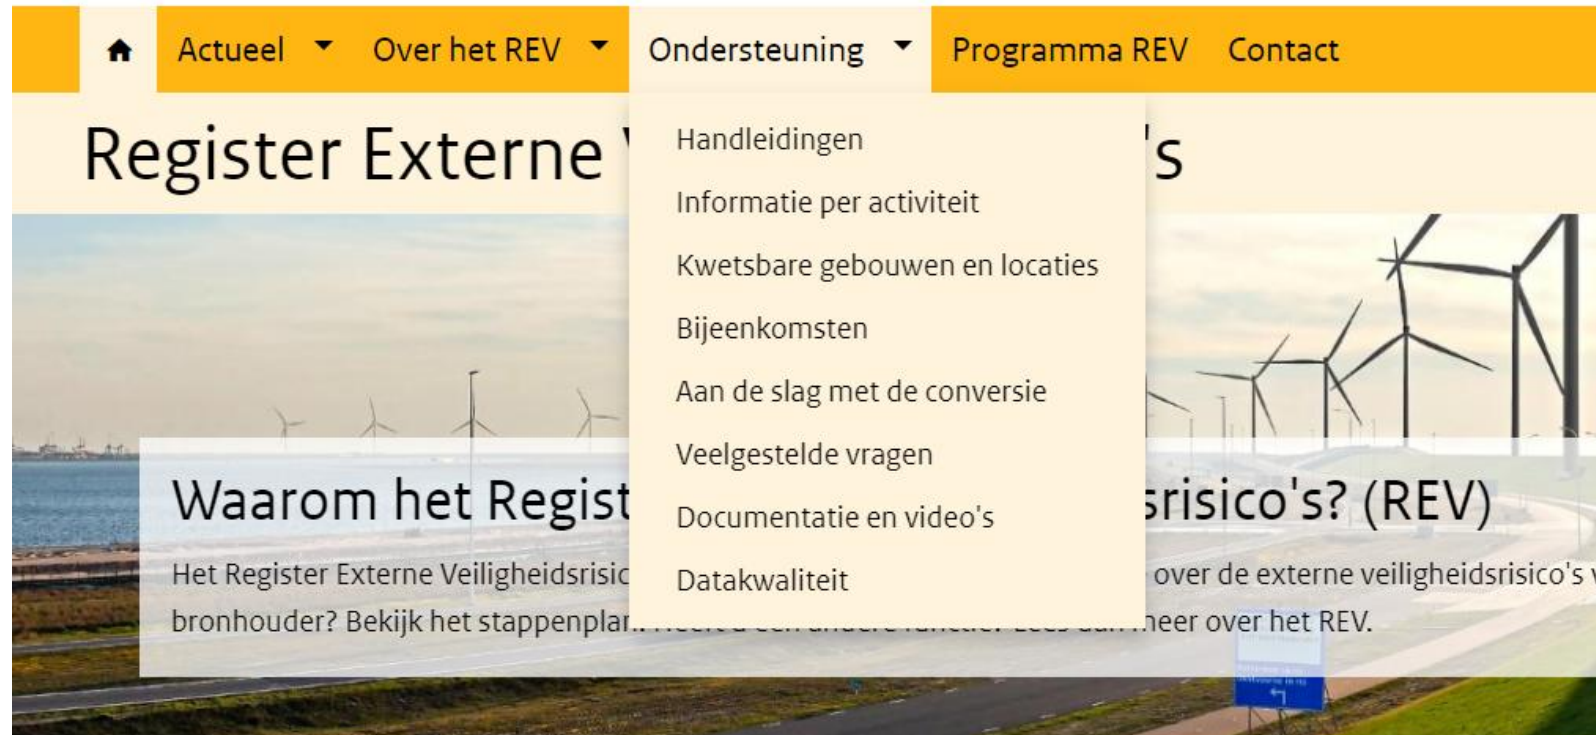 Actueel Over het REV Ondersteuning Programma REV Contact
Register Externe 's
Handleidingen
Informatie per activiteit
Kwetsbare gebouwen en locaties
Bijeenkomsten
Aan de slag met de conversie
Veelgestelde vragen
Documentatie en video's
Datakwaliteit
Waarom het Regist srisico's? (REV)
Het Register Externe Veiligheidsrisic over de externe veiligheidsrisico's
bronhouder? Bekijk het stappenplan. meer over het REV.